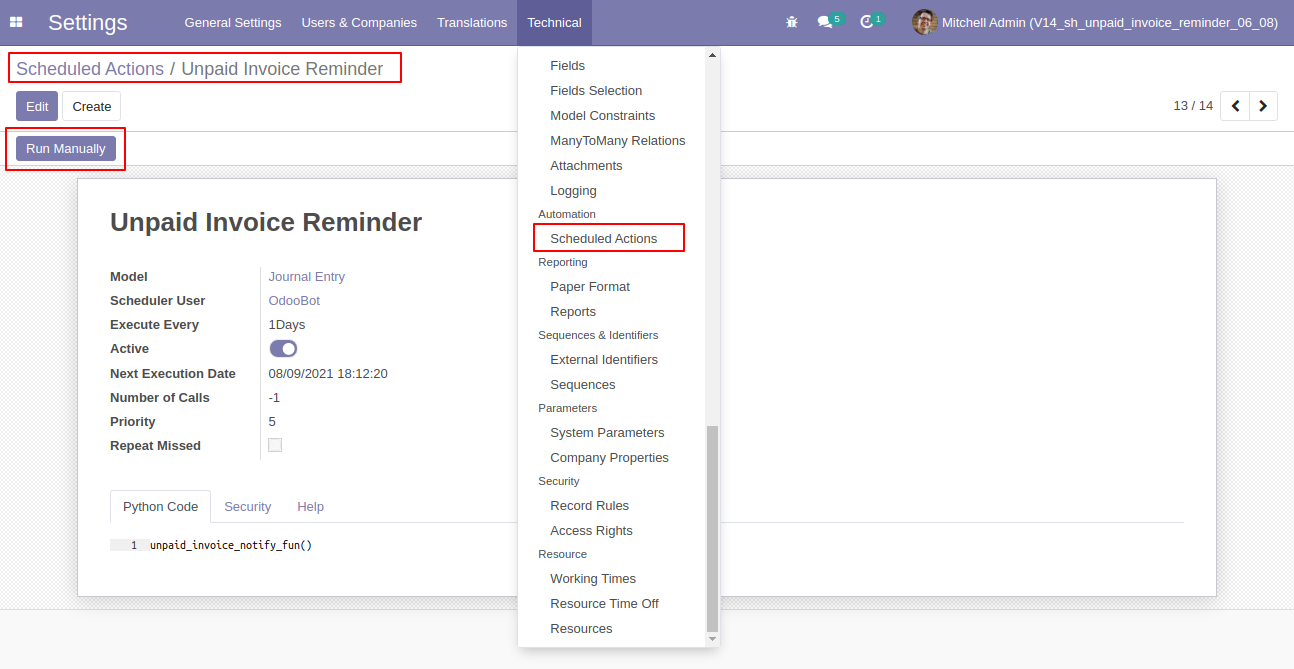 Settings
General Settings
Users & Companies
Translations
Technical
5
1
Mitchell Admin (V14_sh_unpaid_invoice_reminder_06_08)
Scheduled Actions / Unpaid Invoice Reminder
Edit
Create
13 / 14
Run Manually
Unpaid Invoice Reminder
Model Journal Entry
Scheduler User OdooBot
Execute Every 1Days
Active
Next Execution Date 08/09/2021 18:12:20
Number of Calls -1
Priority 5
Repeat Missed
Python Code
Security
Help
1 unpaid_invoice_notify_fun()
Fields
Fields Selection
Model Constraints
ManyToMany Relations
Attachments
Logging
Automation
Scheduled Actions
Reporting
Paper Format
Reports
Sequences & Identifiers
External Identifiers
Sequences
Parameters
System Parameters
Company Properties
Security
Record Rules
Access Rights
Resource
Working Times
Resource Time Off
Resources